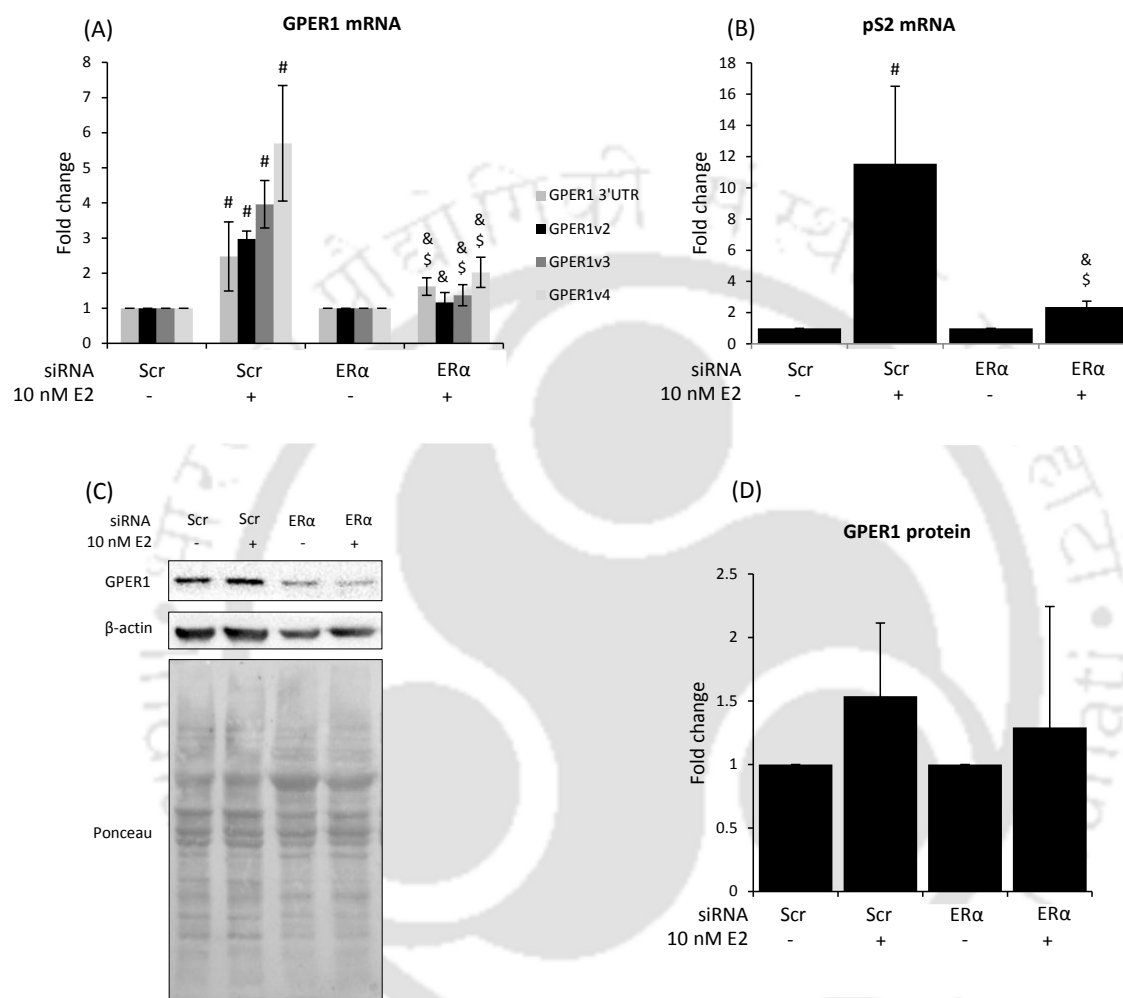 (A)
GPER1 mRNA
Fold change
8
7
6
5
4
3
2
1
0
#
#
#
#
&
$
&
&
$
&
$
GPER1 3'UTR
GPER1v2
GPER1v3
GPER1v4
siRNA Scr Scr ERα ERα
10 nM E2 - + - +
(B)
pS2 mRNA
Fold change
18
16
14
12
10
8
6
4
2
0
#
&
$
siRNA Scr Scr ERα ERα
10 nM E2 - + - +
(C)
siRNA Scr Scr ERα ERα
10 nM E2 - + - +
GPER1
β-actin
Ponceau
(D)
GPER1 protein
Fold change
3
2.5
2
1.5
1
0.5
0
siRNA Scr Scr ERα ERα
10 nM E2 - + - +